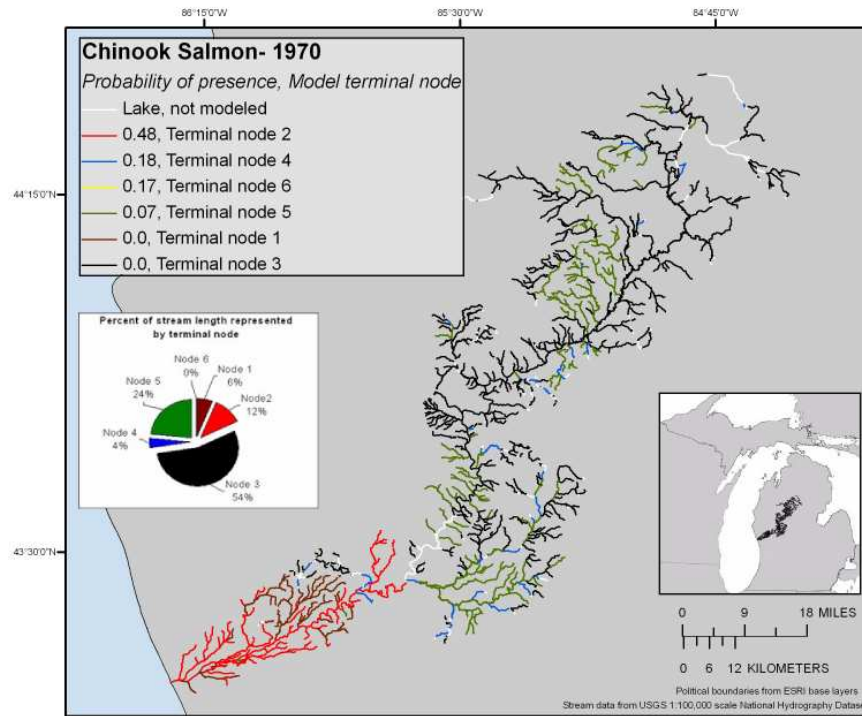 86°15'0"W 85°30'0"W 84°45'0"W
Chinook Salmon- 1970
Probability of presence, Model terminal node
Lake, not modeled
0.48, Terminal node 2
0.18, Terminal node 4
0.17, Terminal node 6
0.07, Terminal node 5
0.0, Terminal node 1
0.0, Terminal node 3
44°15'0"N
Percent of stream length represented
by terminal node
Node 6
0%
Node 1
6%
Node2
12%
Node 5
24%
Node 4
4%
Node 3
54%
43°30'0"N
0 9 18 MILES
0 6 12 KILOMETERS
Political boundaries from ESRI base layers
Stream data from USGS 1:100,000 scale National Hydrography Datase